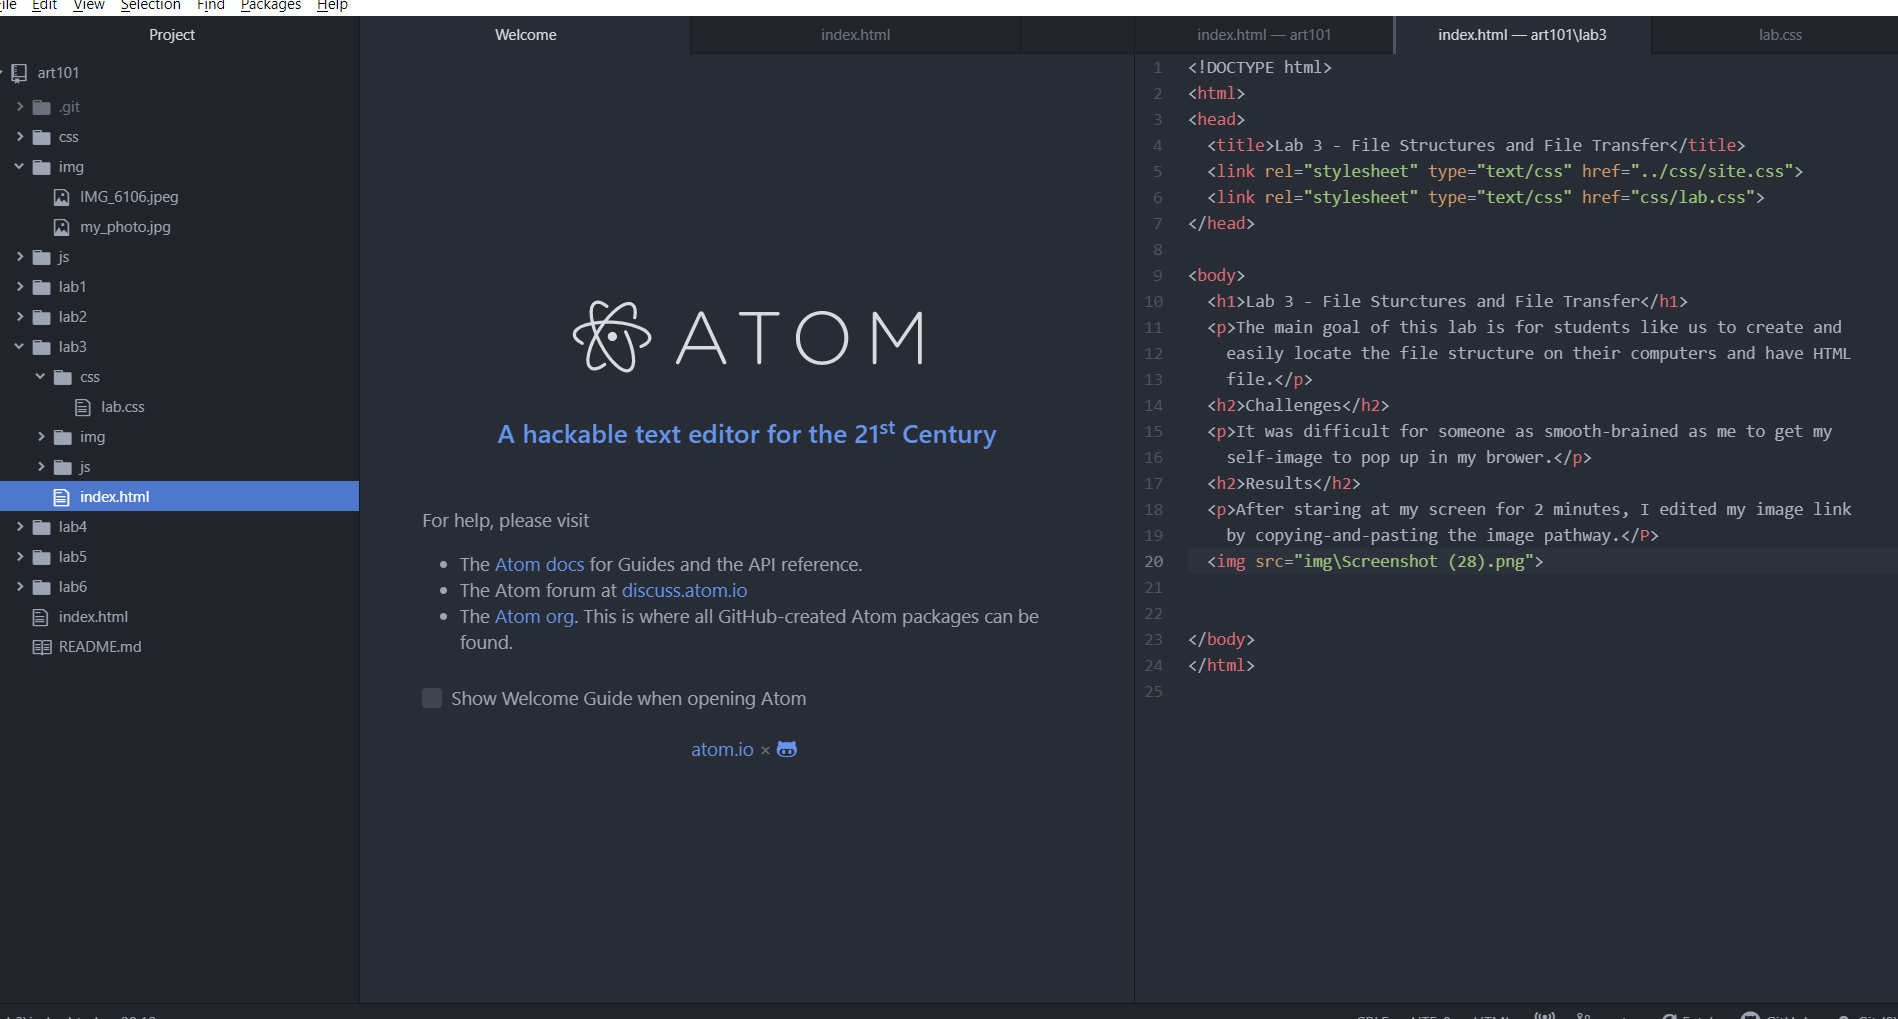 Edit View Selection Find Packages Help
Project
art101
.git
css
img
IMG_6106.jpeg
my_photo.jpg
js
lab1
lab2
lab3
css
lab.css
img
js
index.html
lab4
lab5
lab6
index.html
README.md
Welcome
index.html
ATOM
A hackable text editor for the 21st Century
For help, please visit
The Atom docs for Guides and the API reference.
The Atom forum at discuss.atom.io
The Atom org. This is where all GitHub-created Atom packages can be
found.
Show Welcome Guide when opening Atom
atom.io ×
index.html — art101
index.html — art101\lab3
lab.css
1 <!DOCTYPE html>
2 <html>
3 <head>
4 <title>Lab 3 - File Structures and File Transfer</title>
5 <link rel="stylesheet" type="text/css" href="../css/site.css">
6 <link rel="stylesheet" type="text/css" href="css/lab.css">
7 </head>
8
9 <body>
10 <h1>Lab 3 - File Sturctures and File Transfer</h1>
11 <p>The main goal of this lab is for students like us to create and
12 easily locate the file structure on their computers and have HTML
13 file.</p>
14 <h2>Challenges</h2>
15 <p>It was difficult for someone as smooth-brained as me to get my
16 self-image to pop up in my brower.</p>
17 <h2>Results</h2>
18 <p>After staring at my screen for 2 minutes, I edited my image link
19 by copying-and-pasting the image pathway.</P>
20 <img src="img\Screenshot (28).png">
21
22
23 </body>
24 </html>
25